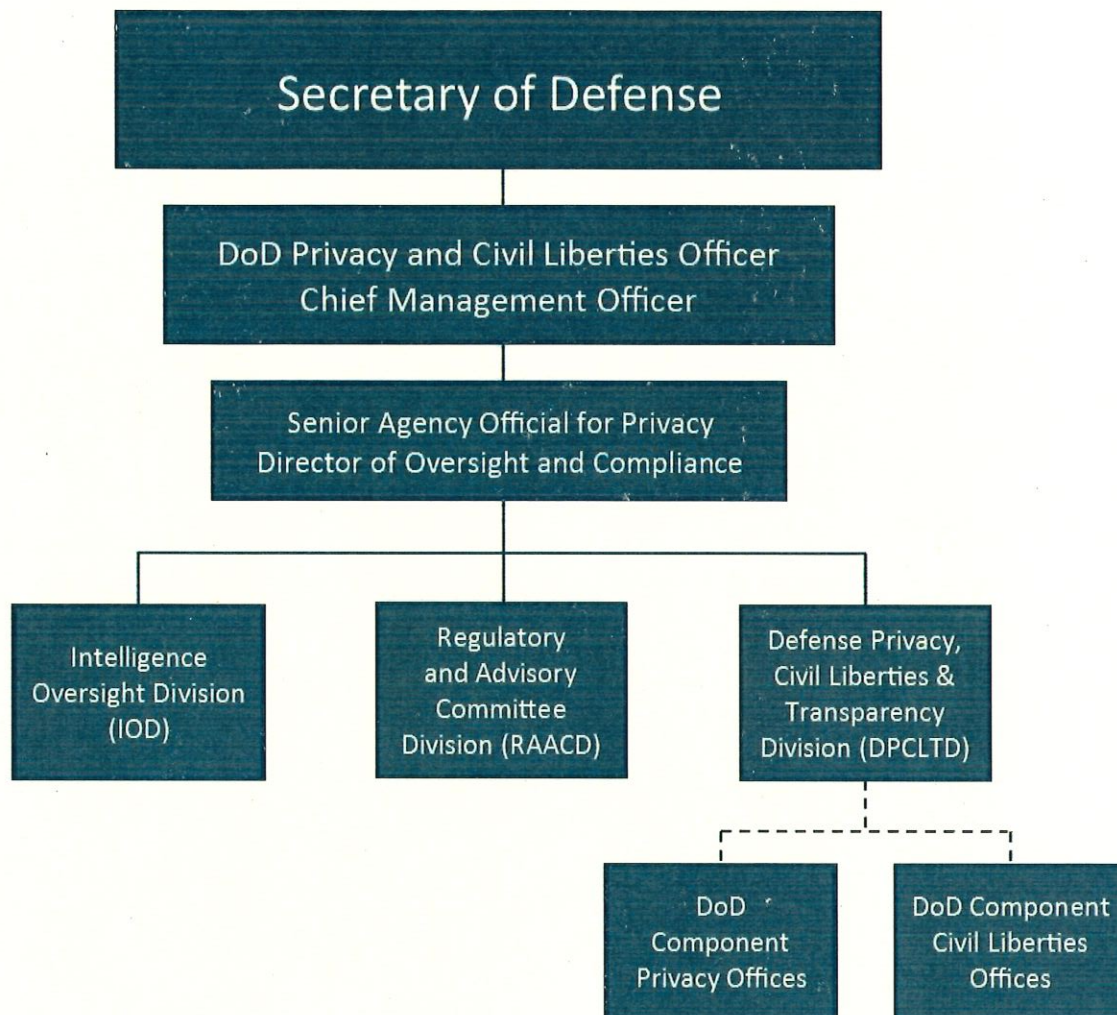 Secretary of Defense
DoD Privacy and Civil Liberties Officer
Chief Management Officer
Senior Agency Official for Privacy
Director of Oversight and Compliance
Intelligence
Oversight Division
(IOD)
Regulatory
and Advisory
Committee
Division (RAACD)
Defense Privacy,
Civil Liberties &
Transparency
Division (DPCLTD)
DoD
Component
Privacy Offices
DoD Component
Civil Liberties
Offices